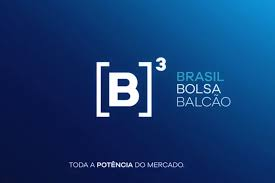 [B]³
BRASIL
BOLSA
BALCÃO
TODA A POTÊNCIA DO MERCADO.